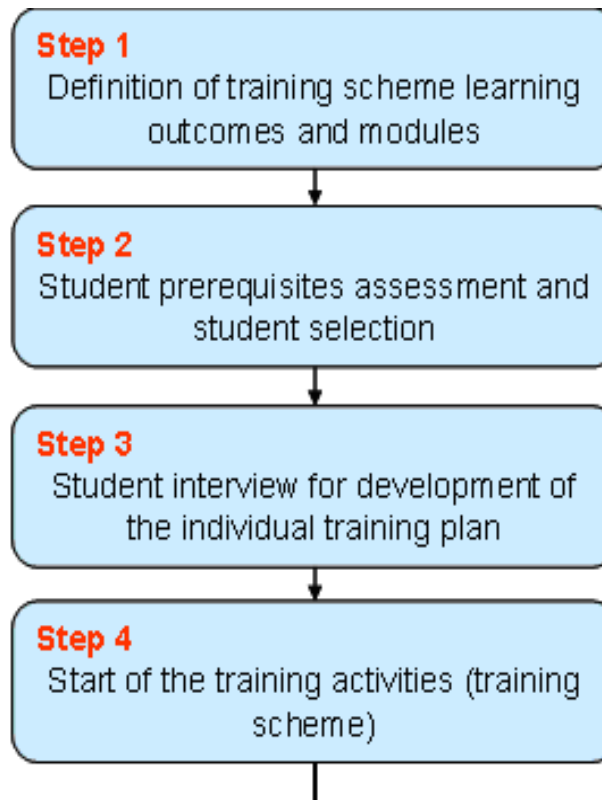 Step 1
Definition of training scheme learning
outcomes and modules
Step 2
Student prerequisites assessment and
student selection
Step 3
Student interview for development of
the individual training plan
Step 4
Start of the training activities (training
scheme)